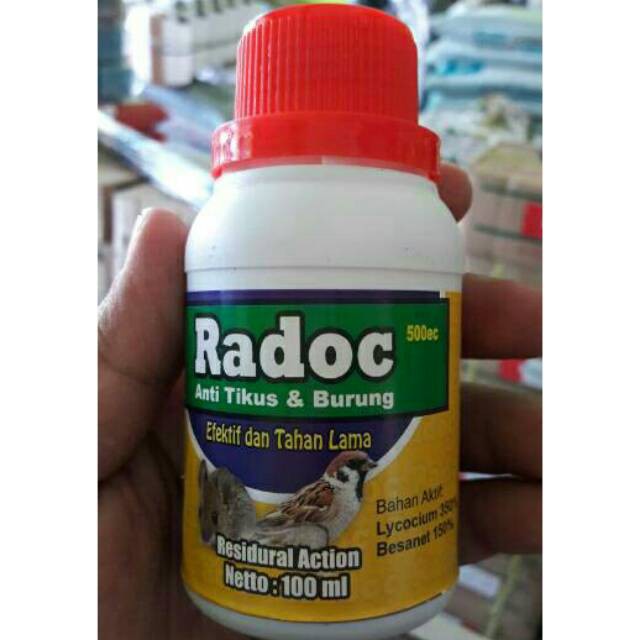 Radoc
500ec
Anti Tikus & Burung
Efektif dan Tahan Lama
Bahan Aktif:
Lycocium 350%
Besanet 150%
Residural Action
Netto : 100 ml